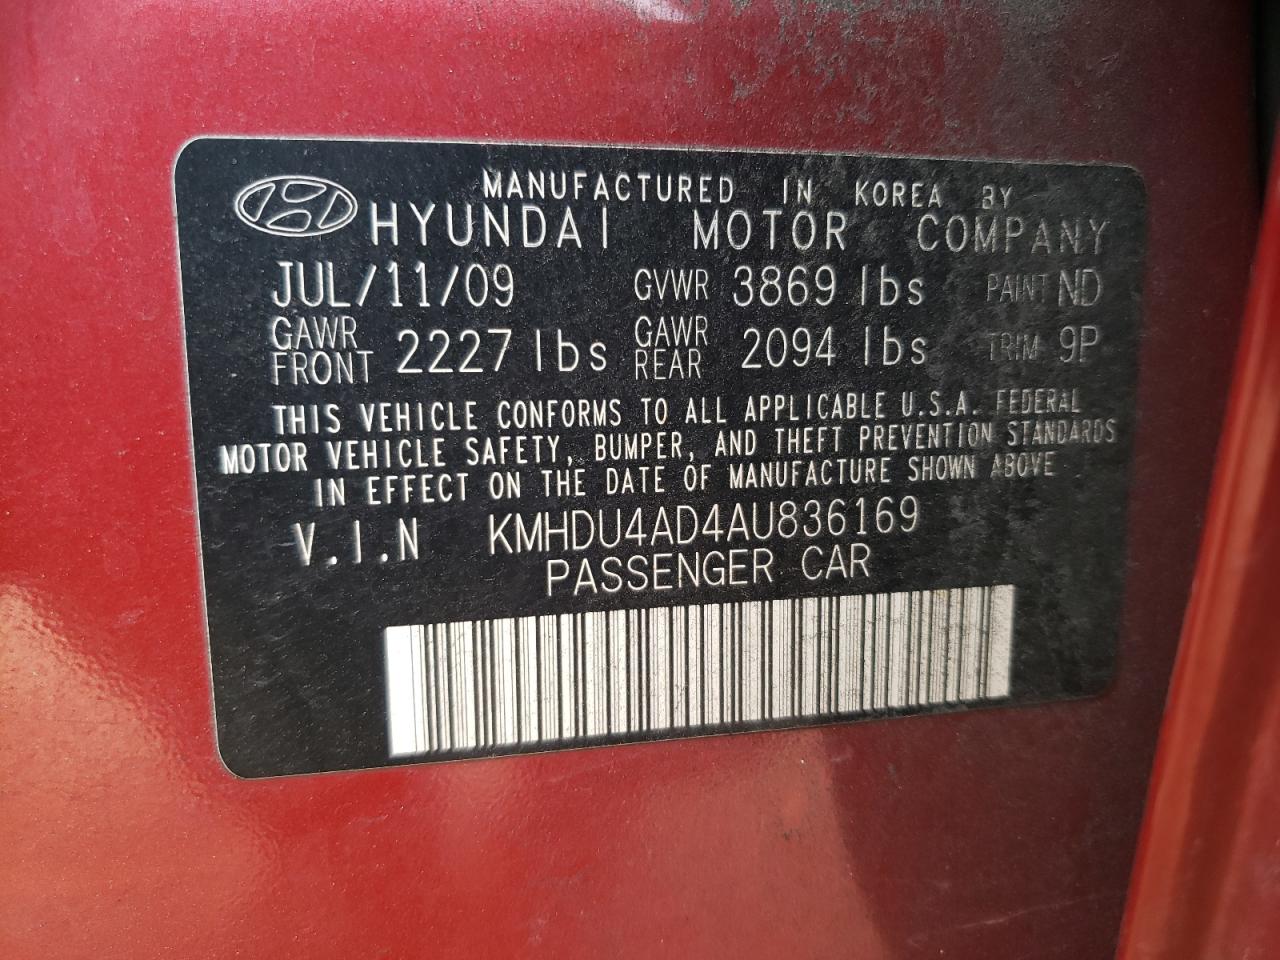 MANUFACTURED IN KOREA BY
HYUNDAI MOTOR COMPANY
JUL/11/09 GVWR 3869 lbs PAINT ND
GAWR FRONT 2227 lbs GAWR REAR 2094 lbs TRIM 9P
THIS VEHICLE CONFORMS TO ALL APPLICABLE U.S.A. FEDERAL
MOTOR VEHICLE SAFETY, BUMPER, AND THEFT PREVENTION STANDARDS
IN EFFECT ON THE DATE OF MANUFACTURE SHOWN ABOVE
V.I.N KMHDU4AD4AU836169
PASSENGER CAR